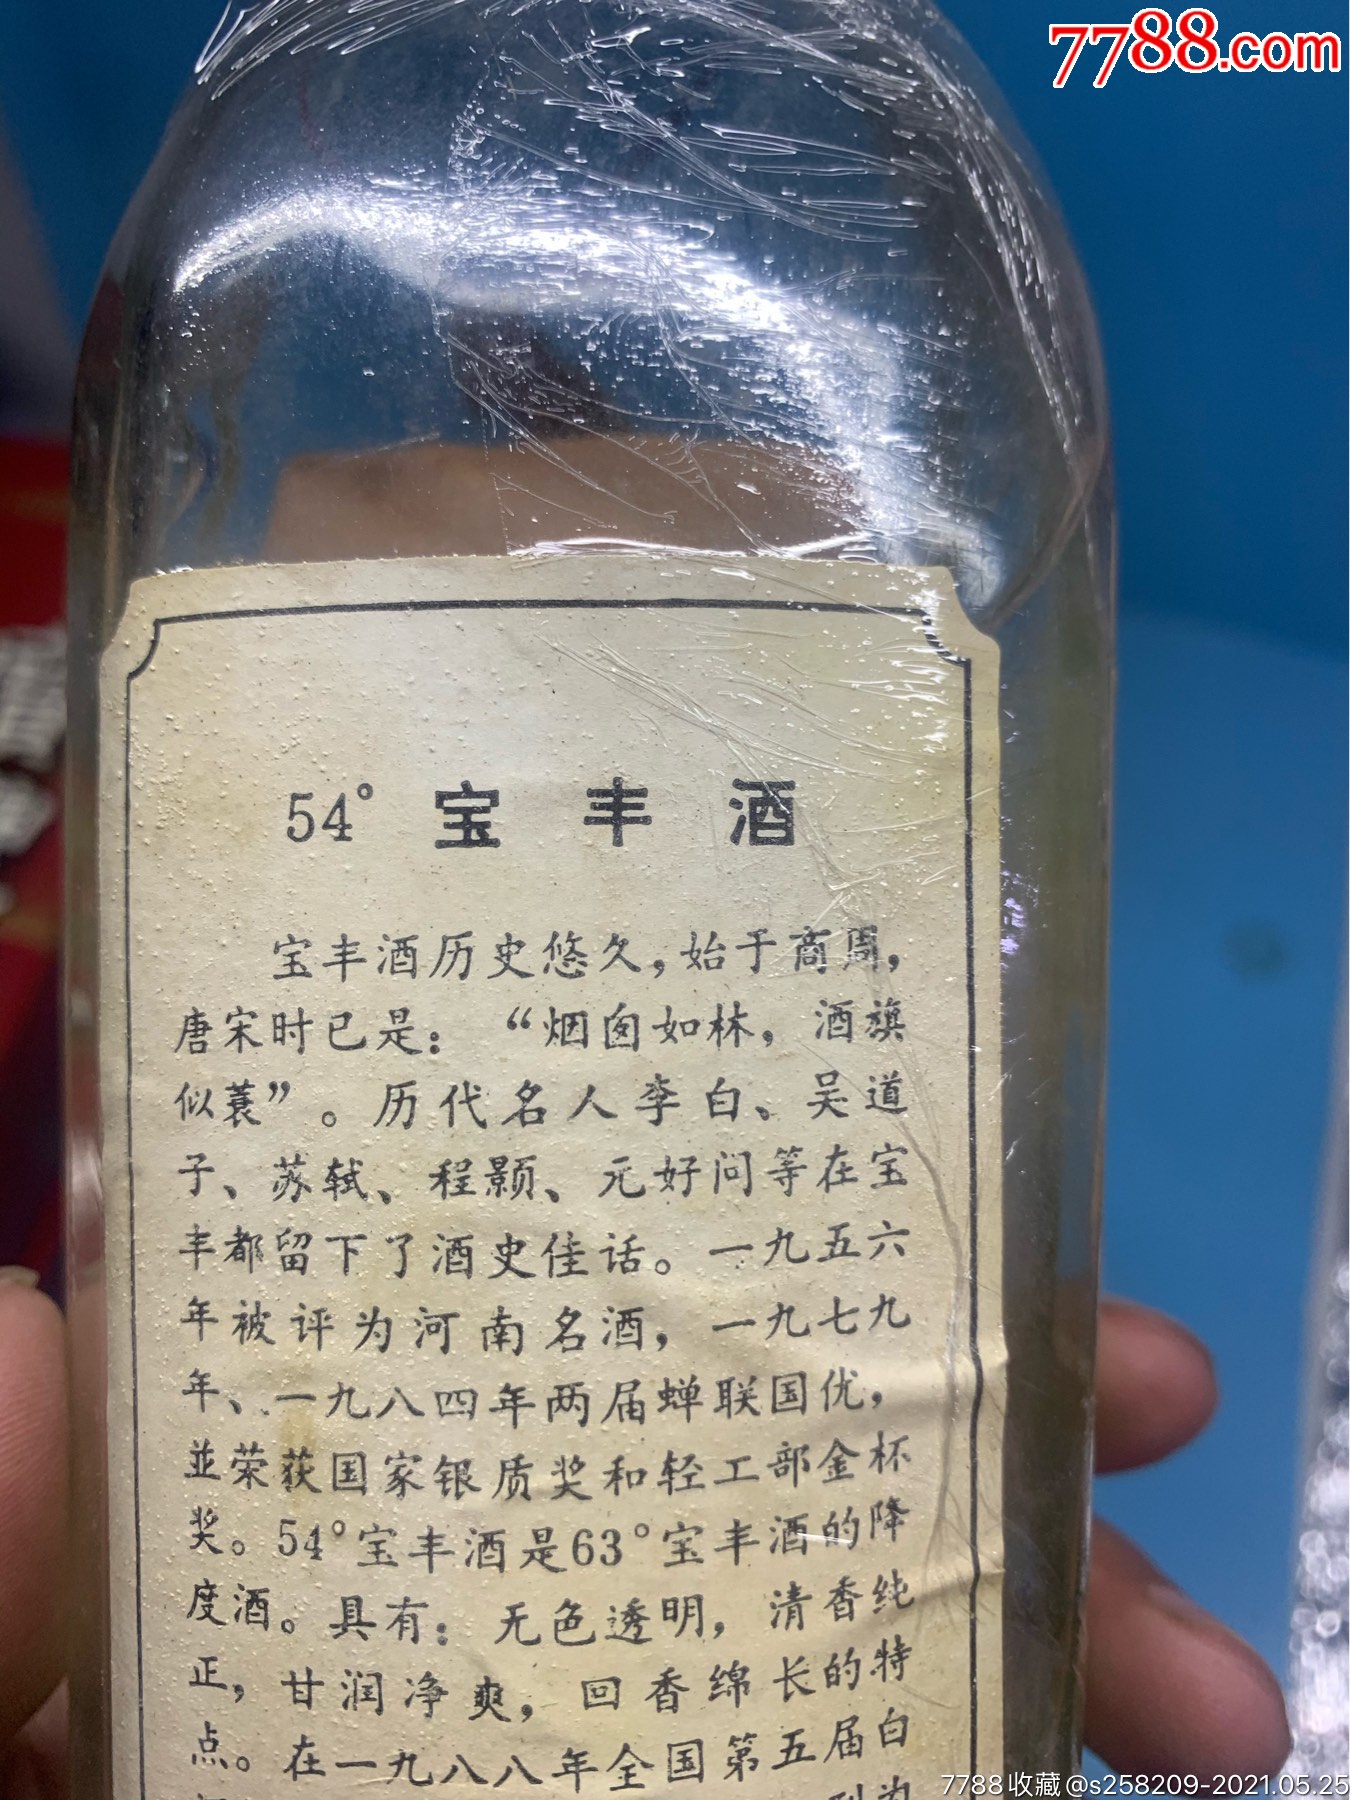 7788.com
54° 宝丰酒
宝丰酒历史悠久，始于商周，
唐宋时已是：“烟囱如林，酒旗
似蓑”。历代名人李白、吴道
子、苏轼、程颢、元好问等在宝
丰都留下了酒史佳话。一九五六
年被评为河南名酒，一九七九
年、一九八四年两届蝉联国优，
並荣获国家银质奖和轻工部金杯
奖。54°宝丰酒是63°宝丰酒的降
度酒。具有：无色透明，清香纯
正，甘润净爽，回香绵长的特
点。在一九八八年全国第五届白
7788收藏@s258209-2021.05.25